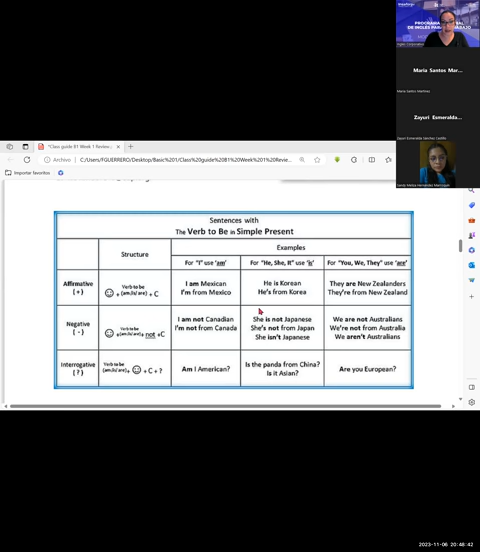 PROGRAMA
DE INGLÉS PARA
Maria Santos Mar...
Maria Santos Martinez
Zayuri Esmeralda...
Zayuri Esmeralda Sánchez Castillo
"Class guide B1 Week 1 Review...
Archivo
C:/Users/FGUERRERO/Desktop/Basic%201/Class%20guide%20B1%20Week%201%20Revie...
Importar favoritos
Sentences with
The Verb to Be in Simple Present
Structure
Examples
For "I" use 'am'
For "He, She, It" use 'is'
For "You, We, They" use 'are'
Affirmative
(+)
Verb to be
+ (am/is/are) + C
I am Mexican
I'm from Mexico
He is Korean
He's from Korea
They are New Zealanders
They're from New Zealand
Negative
(-)
Verb to be
+ (am/is/are)+ not +C
I am not Canadian
I'm not from Canada
She is not Japanese
She's not from Japan
She isn't Japanese
We are not Australians
We're not from Australia
We aren't Australians
Interrogative
(?)
Verb to be
(am/is/are)+ + C + ?
Am I American?
Is the panda from China?
Is it Asian?
Are you European?
2023-11-06 20:48:42